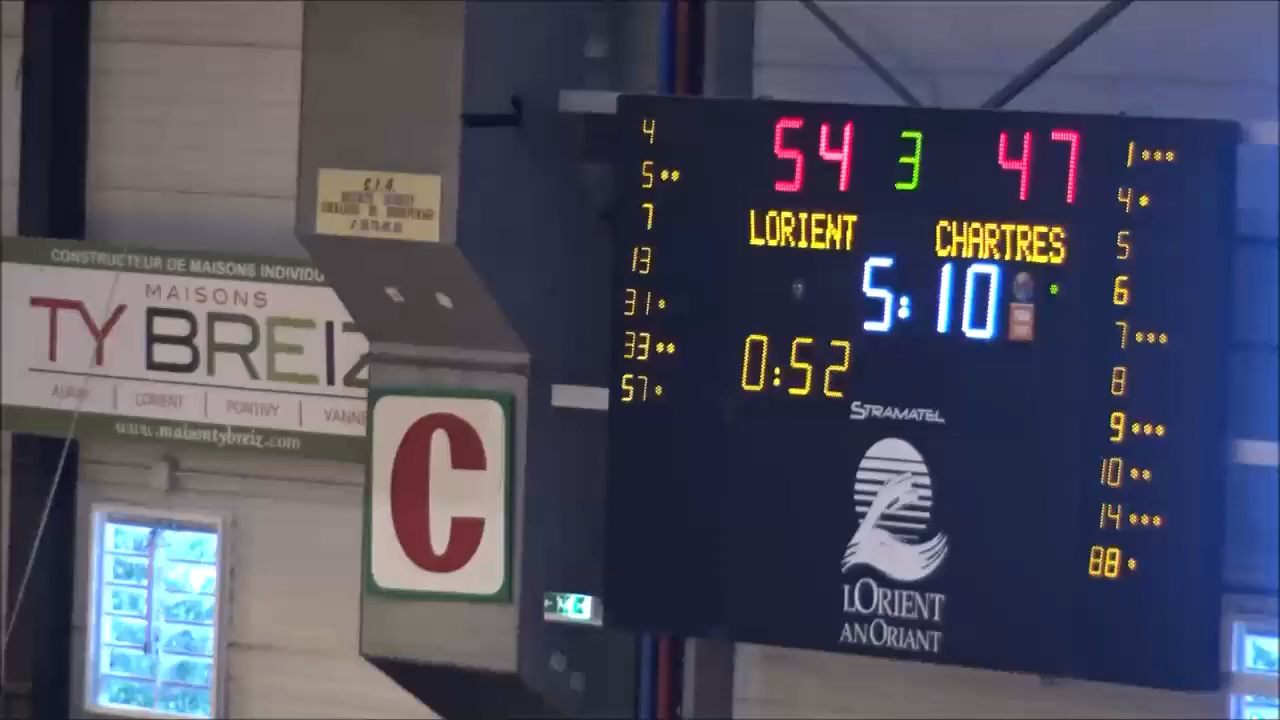 CONSTRUCTEUR DE MAISONS INDIVIDU
MAISONS
TY BREIZ
AURAY | LORIENT | PONTIVY | VANNE
www.maisontybreiz.com
C
54 3 47
LORIENT CHARTRES
5:10
0:52
4
5••
7
13
31•
33••
57•
1•••
4•
5
6
7•••
8
9•••
10••
14•••
88•
STRAMATEL
LORIENT
AN ORIANT